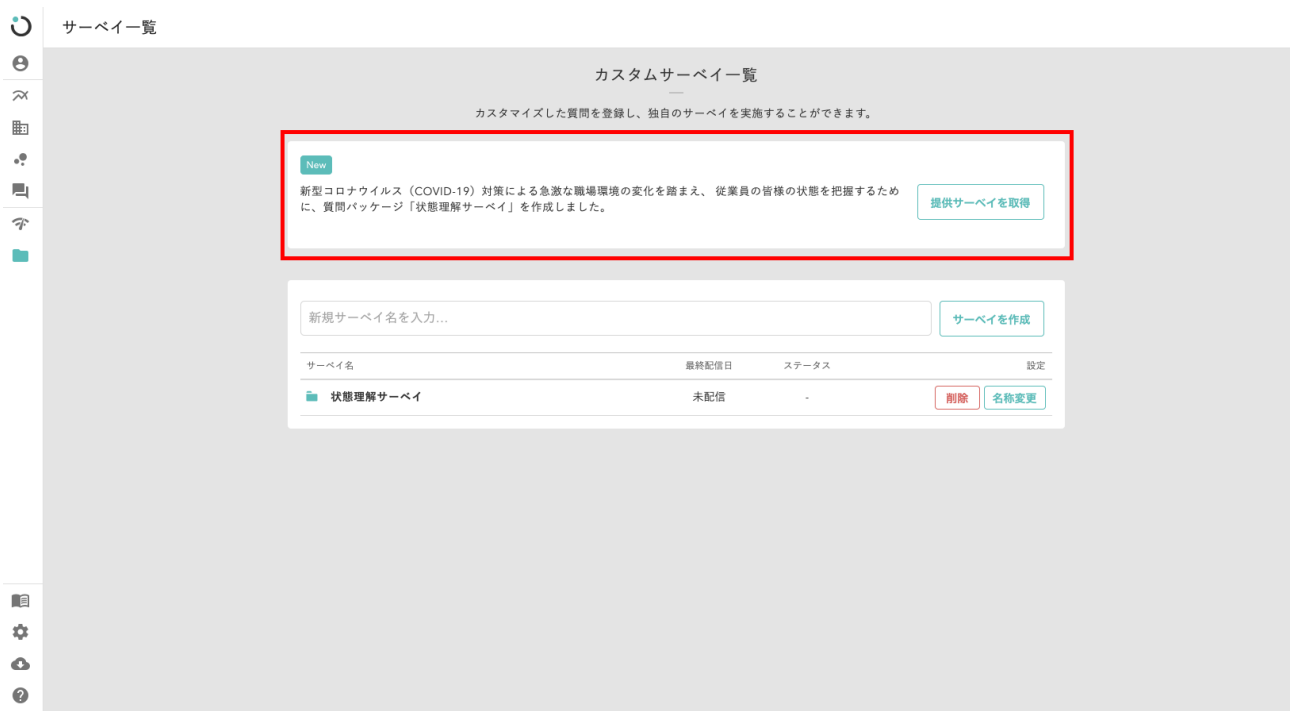 サーベイ一覧
カスタムサーベイ一覧
カスタマイズした質問を登録し、独自のサーベイを実施することができます。
New
新型コロナウイルス（COVID-19）対策による急激な職場環境の変化を踏まえ、 従業員の皆様の状態を把握するため
に、質問パッケージ「状態理解サーベイ」を作成しました。
提供サーベイを取得
新規サーベイ名を入力...
サーベイを作成
サーベイ名 最終配信日 ステータス 設定
状態理解サーベイ 未配信 - 削除 名称変更